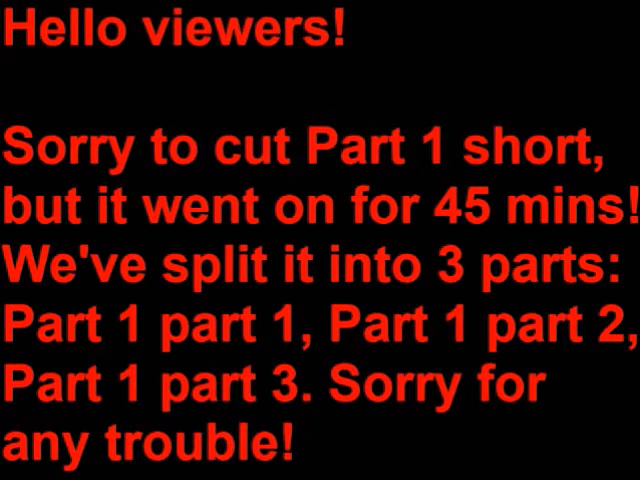 Hello viewers!
Sorry to cut Part 1 short,
but it went on for 45 mins!
We've split it into 3 parts:
Part 1 part 1, Part 1 part 2,
Part 1 part 3. Sorry for
any trouble!